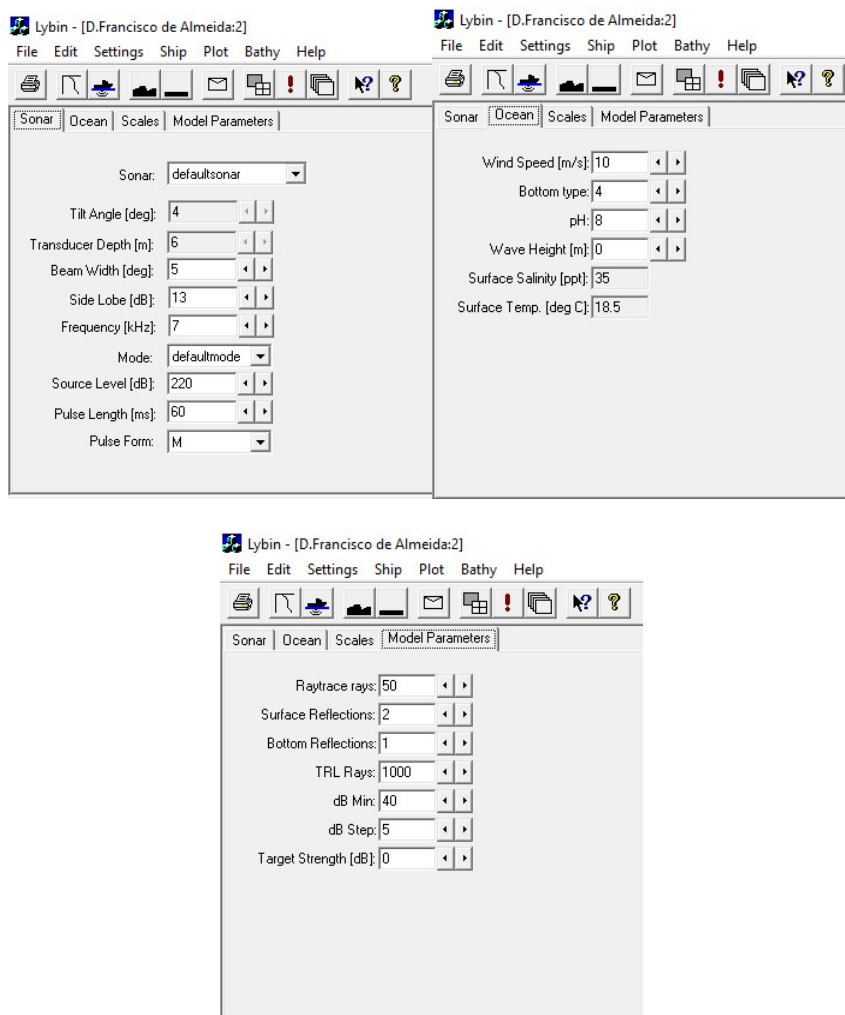 Lybin - [D.Francisco de Almeida:2]
File Edit Settings Ship Plot Bathy Help
Sonar Ocean Scales Model Parameters
Sonar: defaultsonar
Tilt Angle [deg]: 4
Transducer Depth [m]: 6
Beam Width [deg]: 5
Side Lobe [dB]: 13
Frequency [kHz]: 7
Mode: defaultmode
Source Level [dB]: 220
Pulse Length [ms]: 60
Pulse Form: M
Lybin - [D.Francisco de Almeida:2]
File Edit Settings Ship Plot Bathy Help
Sonar Ocean Scales Model Parameters
Wind Speed [m/s]: 10
Bottom type: 4
pH: 8
Wave Height [m]: 0
Surface Salinity [ppt]: 35
Surface Temp. [deg C]: 18.5
Lybin - [D.Francisco de Almeida:2]
File Edit Settings Ship Plot Bathy Help
Sonar Ocean Scales Model Parameters
Raytrace rays: 50
Surface Reflections: 2
Bottom Reflections: 1
TRL Rays: 1000
dB Min: 40
dB Step: 5
Target Strength [dB]: 0